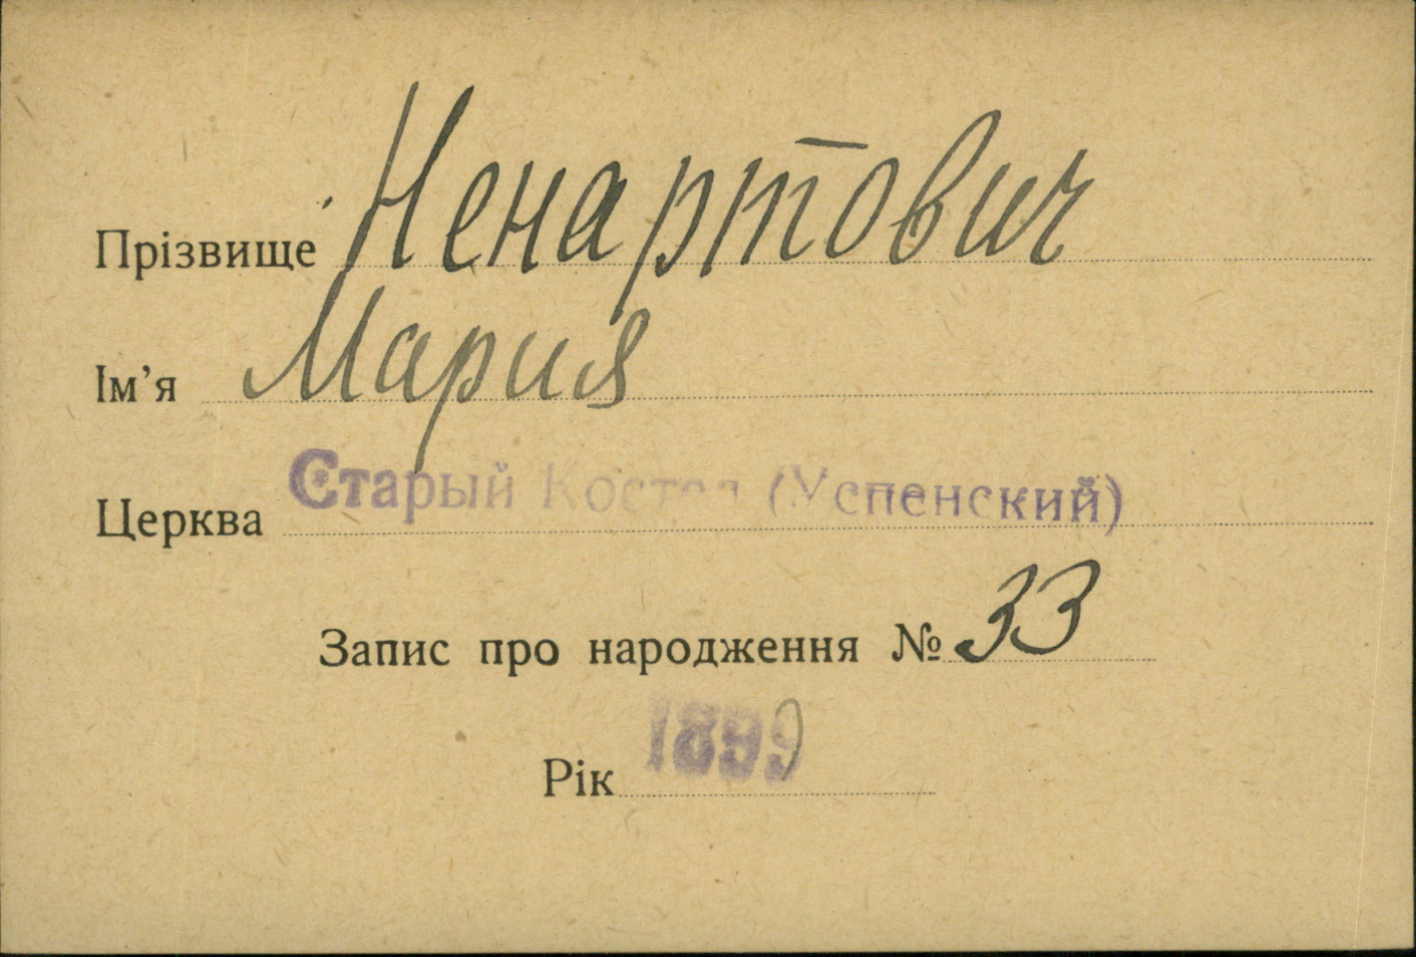 Прізвище Ненартович
Ім'я Мария
Церква Старый Костел (Успенский)
Запис про народження № 33
Рік 1899